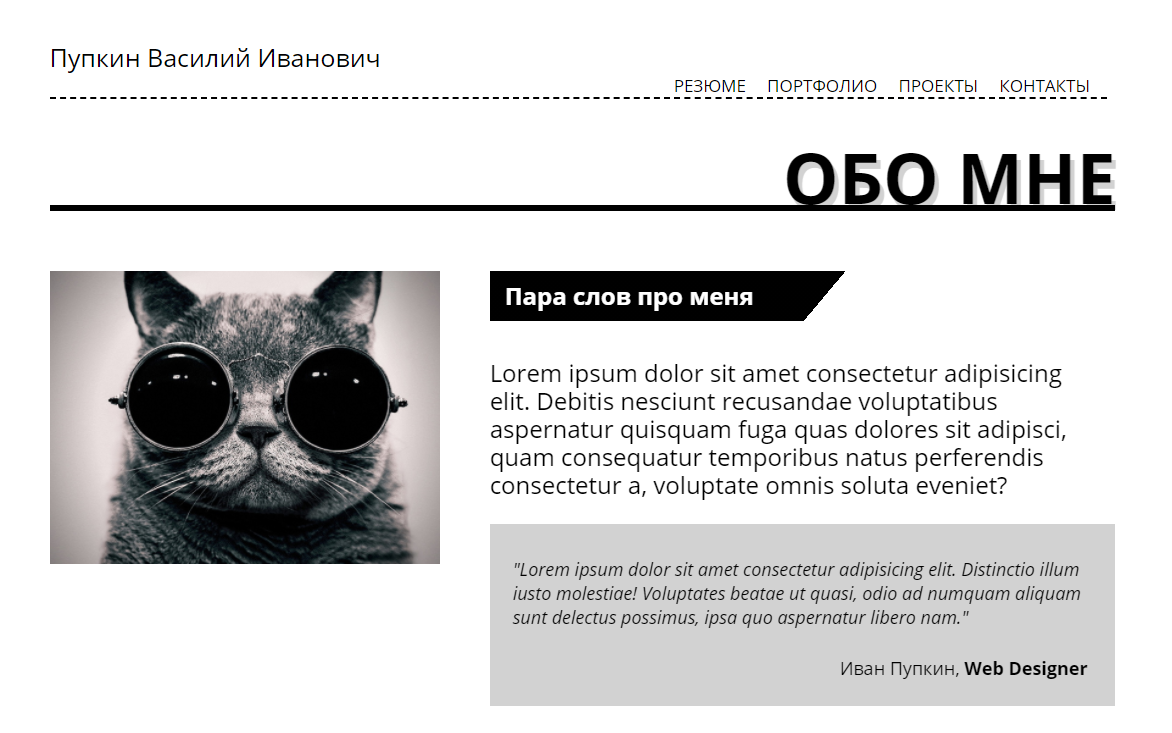 Пупкин Василий Иванович
РЕЗЮМЕ ПОРТФОЛИО ПРОЕКТЫ КОНТАКТЫ
ОБО МНЕ
Пара слов про меня
Lorem ipsum dolor sit amet consectetur adipisicing
elit. Debitis nesciunt recusandae voluptatibus
aspernatur quisquam fuga quas dolores sit adipisci,
quam consequatur temporibus natus perferendis
consectetur a, voluptate omnis soluta eveniet?
"Lorem ipsum dolor sit amet consectetur adipisicing elit. Distinctio illum
iusto molestiae! Voluptates beatae ut quasi, odio ad numquam aliquam
sunt delectus possimus, ipsa quo aspernatur libero nam."
Иван Пупкин, Web Designer